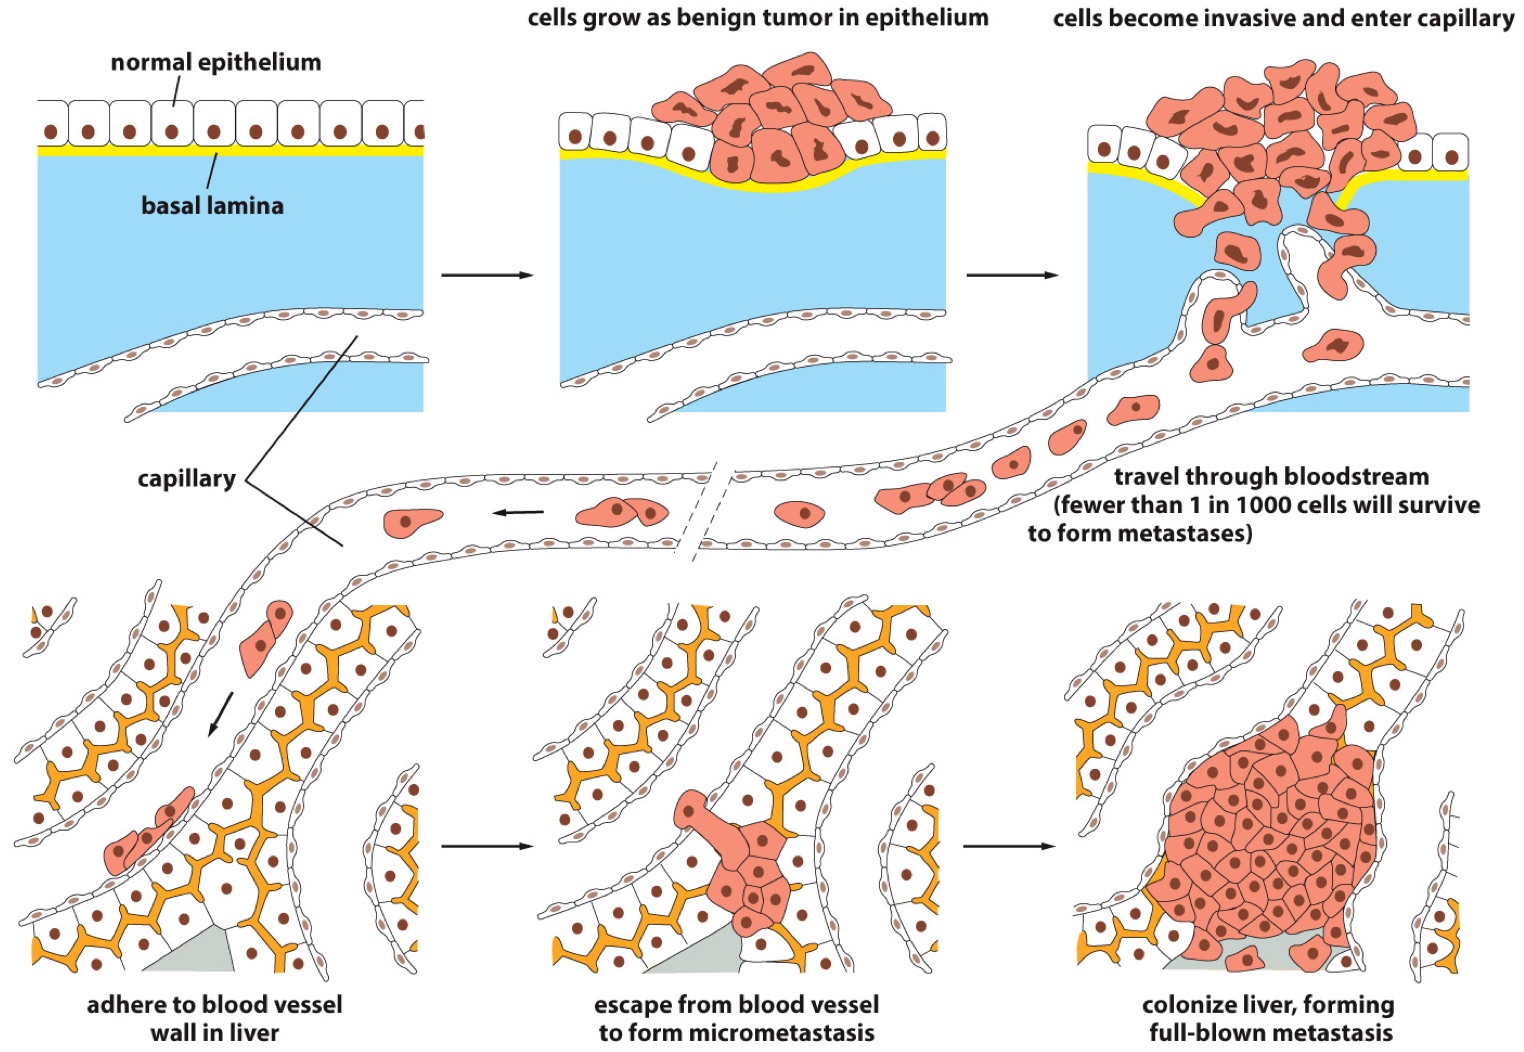 cells grow as benign tumor in epithelium
cells become invasive and enter capillary
normal epithelium
basal lamina
capillary
travel through bloodstream
(fewer than 1 in 1000 cells will survive
to form metastases)
adhere to blood vessel
wall in liver
escape from blood vessel
to form micrometastasis
colonize liver, forming
full-blown metastasis